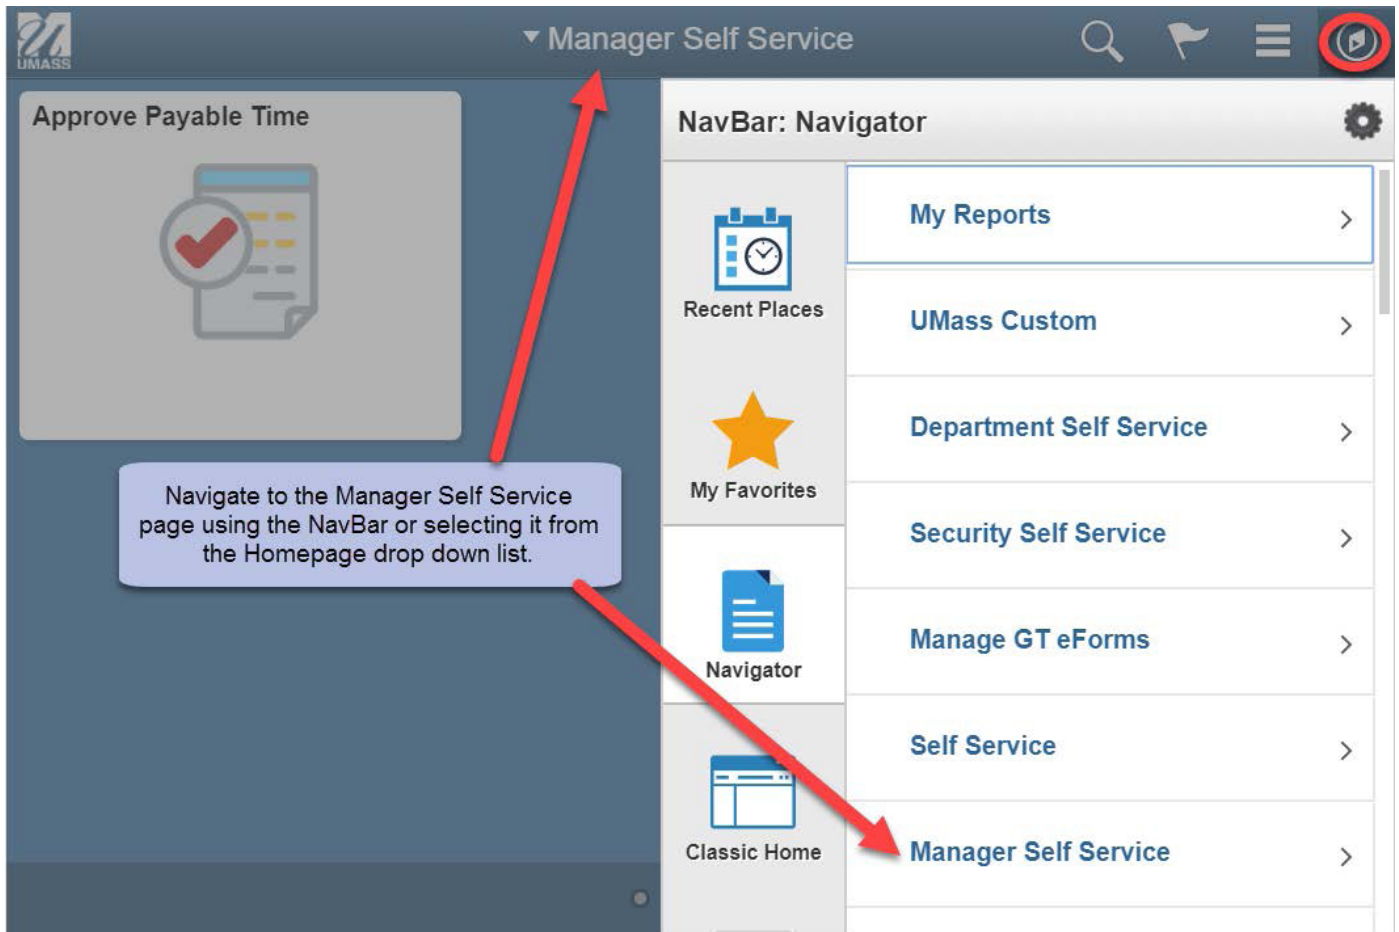 UMASS
Manager Self Service
Approve Payable Time
NavBar: Navigator
Recent Places
My Favorites
Navigator
Classic Home
My Reports
UMass Custom
Department Self Service
Security Self Service
Manage GT eForms
Self Service
Manager Self Service
Navigate to the Manager Self Service
page using the NavBar or selecting it from
the Homepage drop down list.